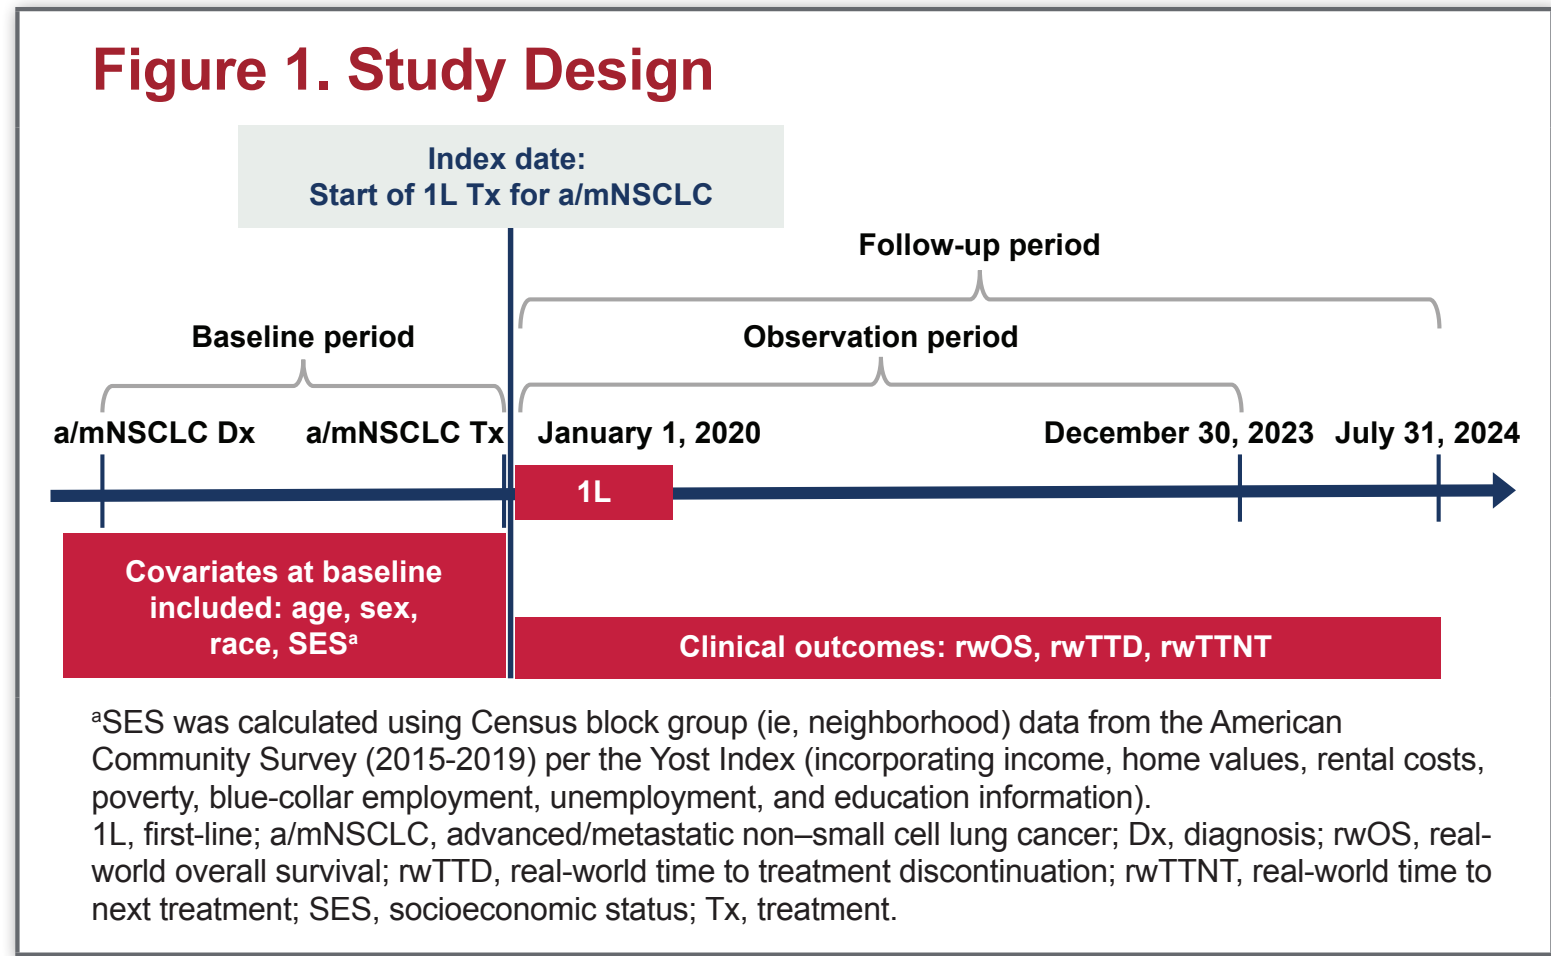 Figure 1. Study Design
Index date:
Start of 1L Tx for a/mNSCLC
Follow-up period
Baseline period
Observation period
a/mNSCLC Dx
a/mNSCLC Tx
January 1, 2020
December 30, 2023
July 31, 2024
1L
Covariates at baseline
included: age, sex,
race, SESᵃ
Clinical outcomes: rwOS, rwTTD, rwTTNT
ᵃSES was calculated using Census block group (ie, neighborhood) data from the American
Community Survey (2015-2019) per the Yost Index (incorporating income, home values, rental costs,
poverty, blue-collar employment, unemployment, and education information).
1L, first-line; a/mNSCLC, advanced/metastatic non–small cell lung cancer; Dx, diagnosis; rwOS, real-
world overall survival; rwTTD, real-world time to treatment discontinuation; rwTTNT, real-world time to
next treatment; SES, socioeconomic status; Tx, treatment.